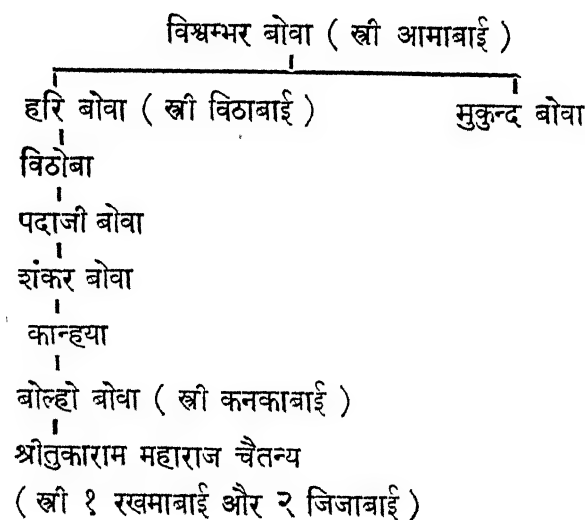 विश्वम्भर बोवा ( स्त्री आमाबाई )
हरि बोवा ( स्त्री विठाबाई ) मुकुन्द बोवा
विठोबा
पदाजी बोवा
शंकर बोवा
कान्हया
बोल्हो बोवा ( स्त्री कनकाबाई )
श्रीतुकाराम महाराज चैतन्य
( स्त्री १ रखमाबाई और २ जिजाबाई )